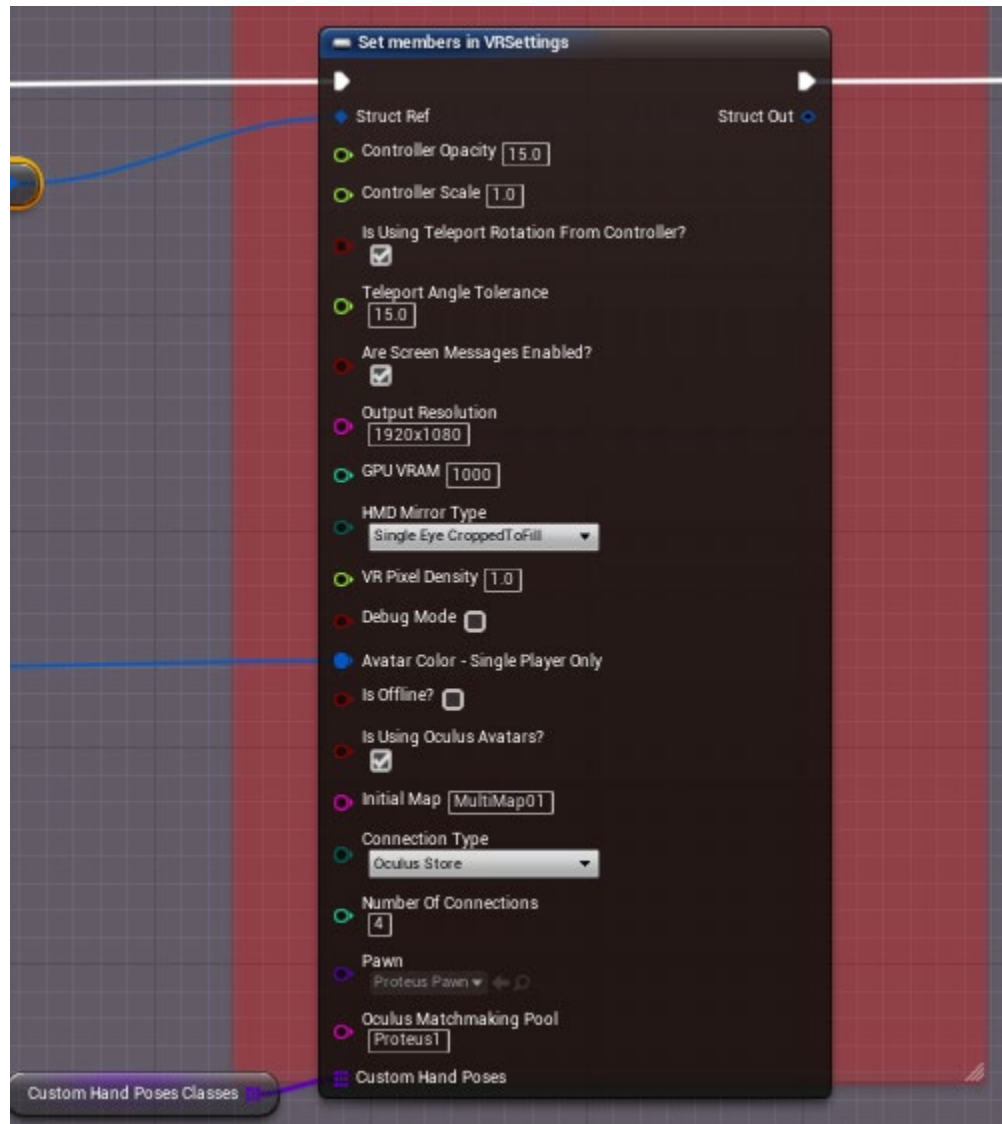 Set members in VRSettings
Struct Ref
Struct Out
Controller Opacity 15.0
Controller Scale 1.0
Is Using Teleport Rotation From Controller?
Teleport Angle Tolerance
15.0
Are Screen Messages Enabled?
Output Resolution
1920x1080
GPU VRAM 1000
HMD Mirror Type
Single Eye CroppedToFill
VR Pixel Density 1.0
Debug Mode
Avatar Color - Single Player Only
Is Offline?
Is Using Oculus Avatars?
Initial Map MultiMap01
Connection Type
Oculus Store
Number Of Connections
4
Pawn
Proteus Pawn
Oculus Matchmaking Pool
Proteus1
Custom Hand Poses
Custom Hand Poses Classes